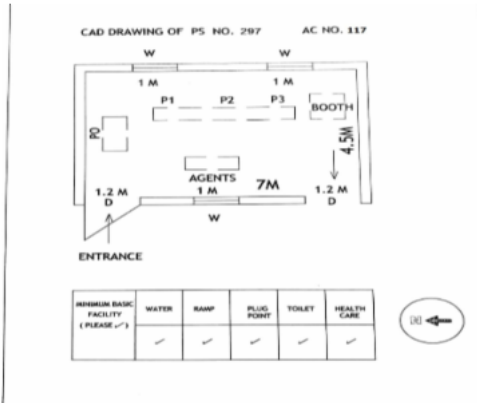 CAD DRAWING OF PS NO. 297 AC NO. 117
W W
1 M 1 M
P1 P2 P3
BOOTH
PO
4.5M
AGENTS
1.2 M 1 M 7M 1.2 M
D D
W
ENTRANCE
MINIMUM BASIC FACILITY ( PLEASE ✓ ) WATER RAMP PLUG POINT TOILET HEALTH CARE
✓ ✓ ✓ ✓ ✓